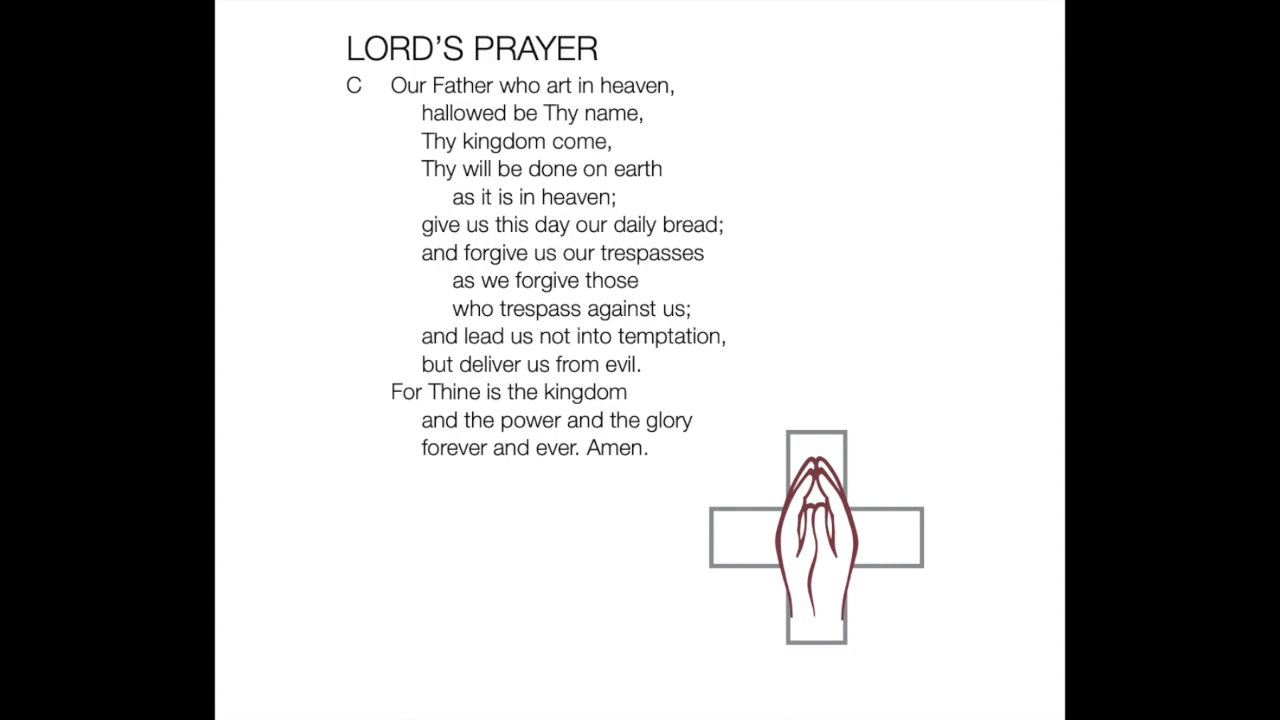 LORD’S PRAYER
C Our Father who art in heaven,
hallowed be Thy name,
Thy kingdom come,
Thy will be done on earth
as it is in heaven;
give us this day our daily bread;
and forgive us our trespasses
as we forgive those
who trespass against us;
and lead us not into temptation,
but deliver us from evil.
For Thine is the kingdom
and the power and the glory
forever and ever. Amen.